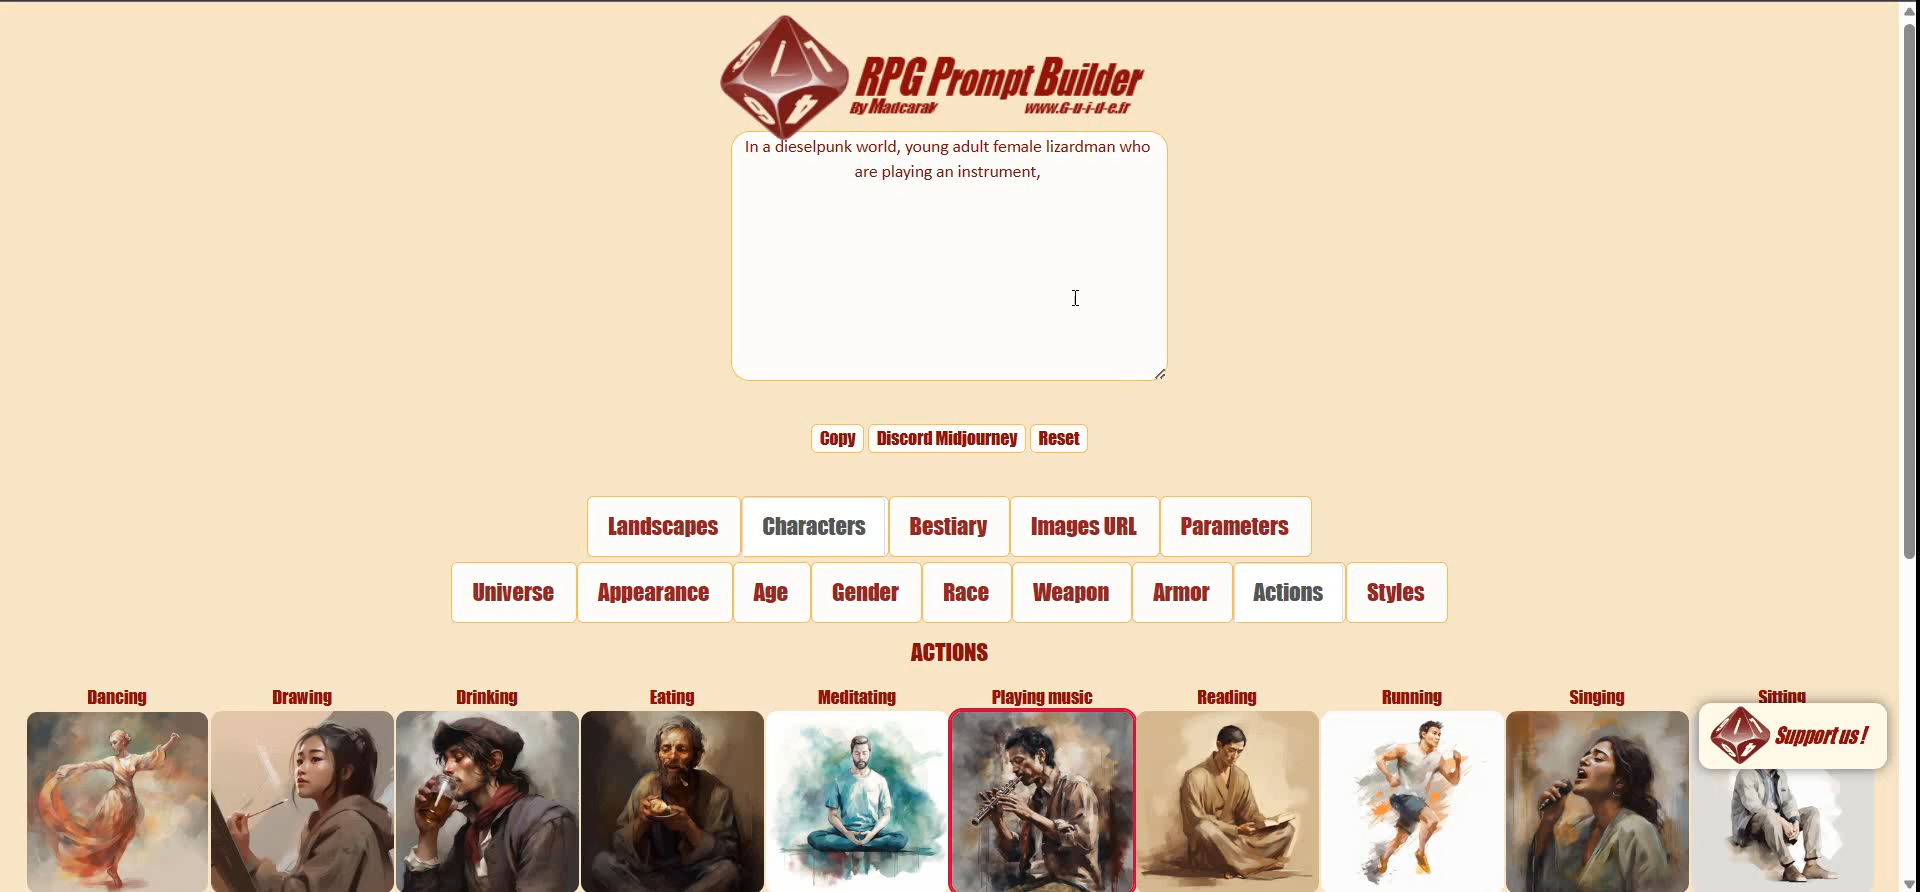 RPG Prompt Builder
By Madcarak www.G-u-i-d-e.fr
In a dieselpunk world, young adult female lizardman who
are playing an instrument,
Copy Discord Midjourney Reset
Landscapes Characters Bestiary Images URL Parameters
Universe Appearance Age Gender Race Weapon Armor Actions Styles
ACTIONS
Dancing Drawing Drinking Eating Meditating Playing music Reading Running Singing Sitting
Support us !